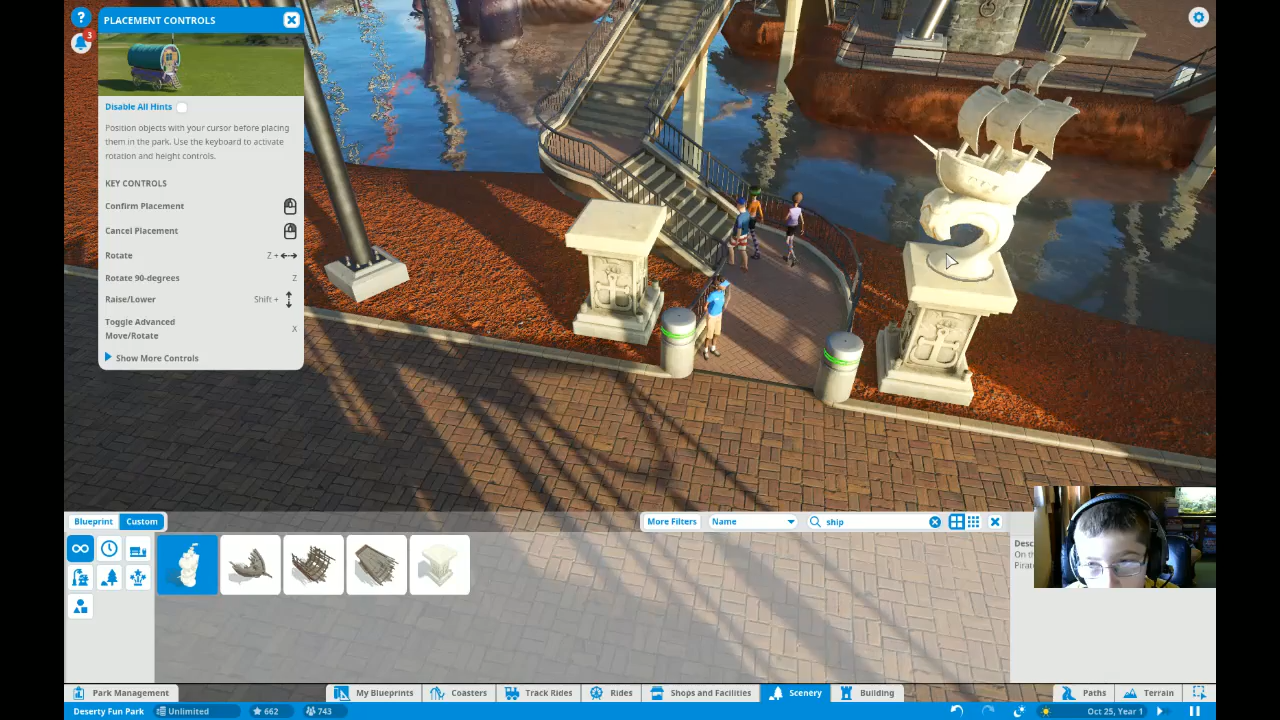 PLACEMENT CONTROLS
3
Disable All Hints
Position objects with your cursor before placing
them in the park. Use the keyboard to activate
rotation and height controls.
KEY CONTROLS
Confirm Placement
Cancel Placement
Rotate Z +
Rotate 90-degrees Z
Raise/Lower Shift +
Toggle Advanced
Move/Rotate X
Show More Controls
Blueprint Custom More Filters Name ship
Desc
On th
Pirat
Park Management My Blueprints Coasters Track Rides Rides Shops and Facilities Scenery Building Paths Terrain
Deserty Fun Park Unlimited 662 743 Oct 25, Year 1